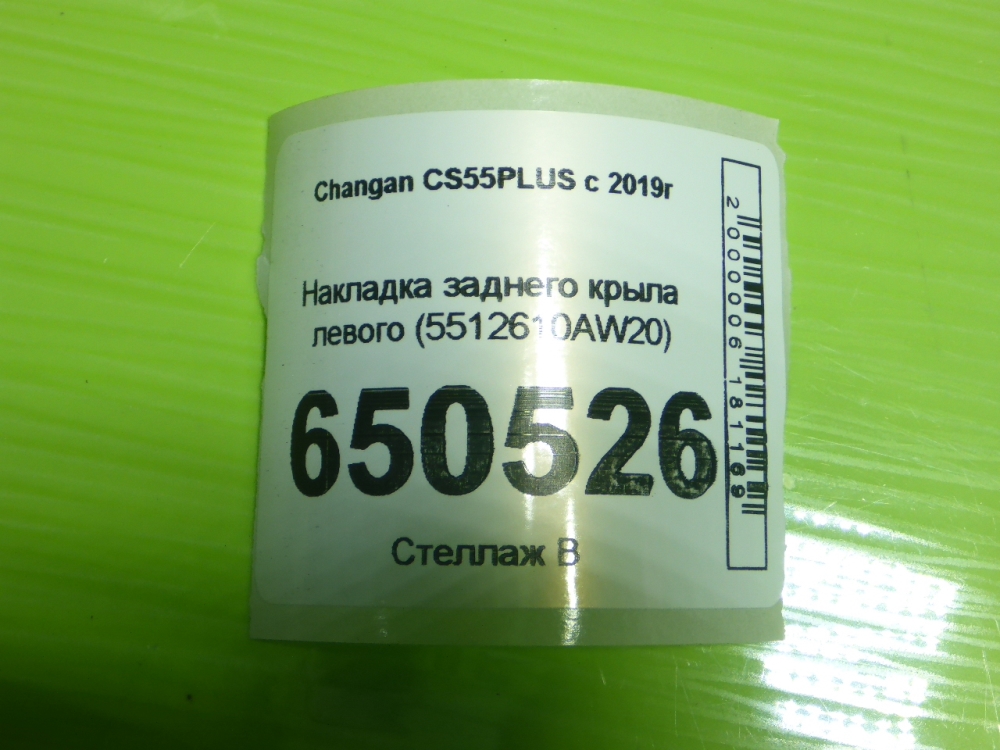 Changan CS55PLUS с 2019г
Накладка заднего крыла
левого (5512610AW20)
650526
Стеллаж В
2000006181169